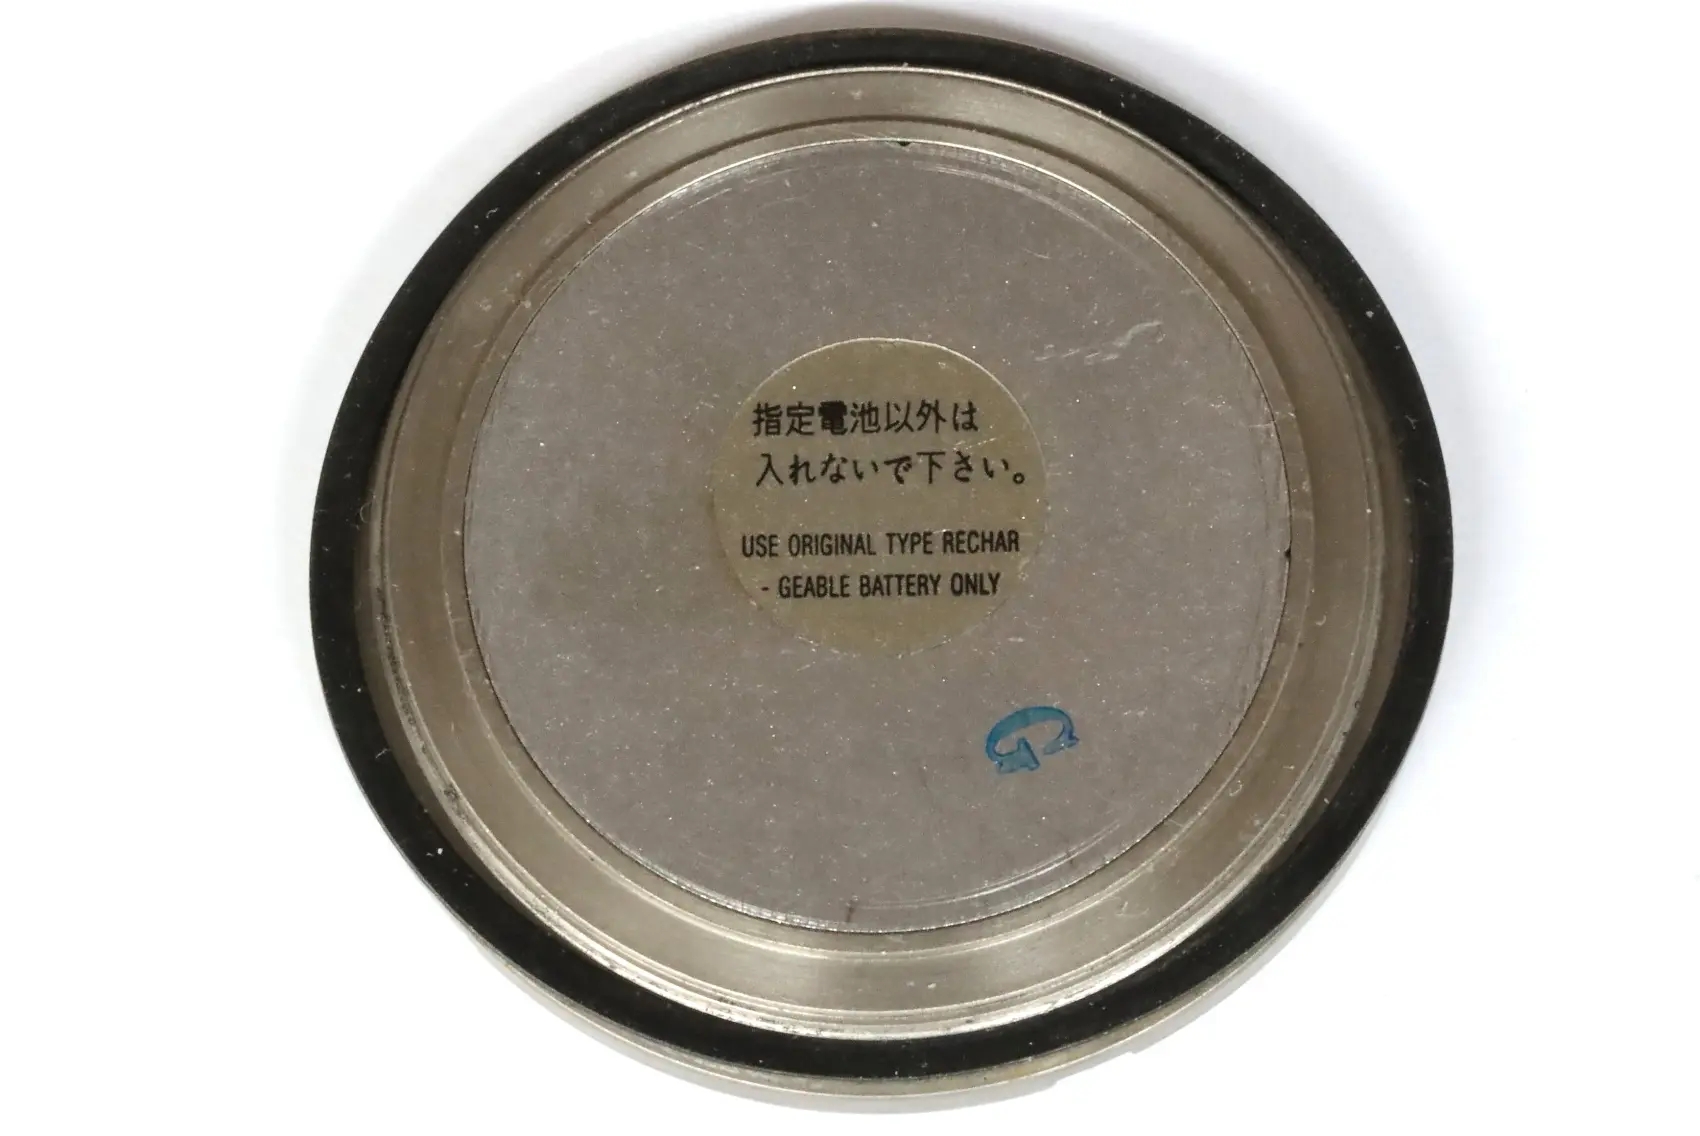 指定電池以外は
入れないで下さい。
USE ORIGINAL TYPE RECHAR
- GEABLE BATTERY ONLY